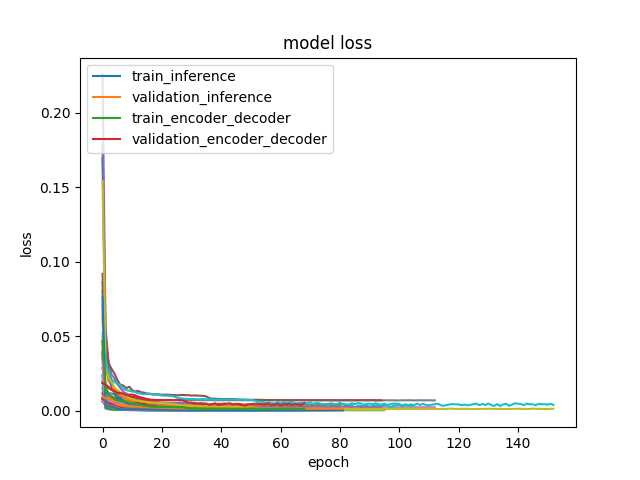 model loss
train_inference
validation_inference
train_encoder_decoder
validation_encoder_decoder
loss
0.20
0.15
0.10
0.05
0.00
0 20 40 60 80 100 120 140
epoch